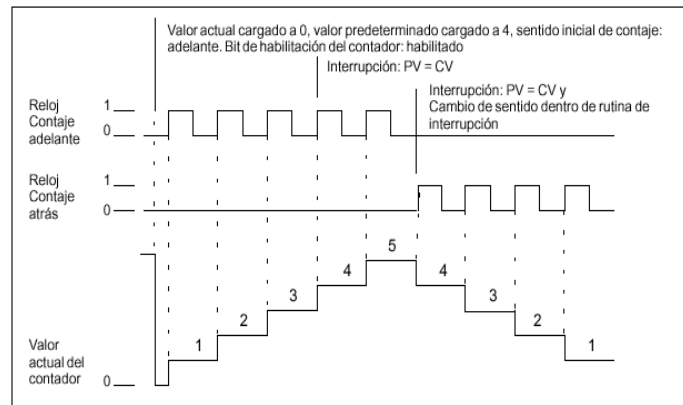 Valor actual cargado a 0, valor predeterminado cargado a 4, sentido inicial de contaje:
adelante. Bit de habilitación del contador: habilitado
Interrupción: PV = CV
Interrupción: PV = CV y
Cambio de sentido dentro de rutina de
interrupción
Reloj
Contaje
adelante
1
0
Reloj
Contaje
atrás
1
0
5
4
4
3
3
2
2
1
1
Valor
actual del
contador
0